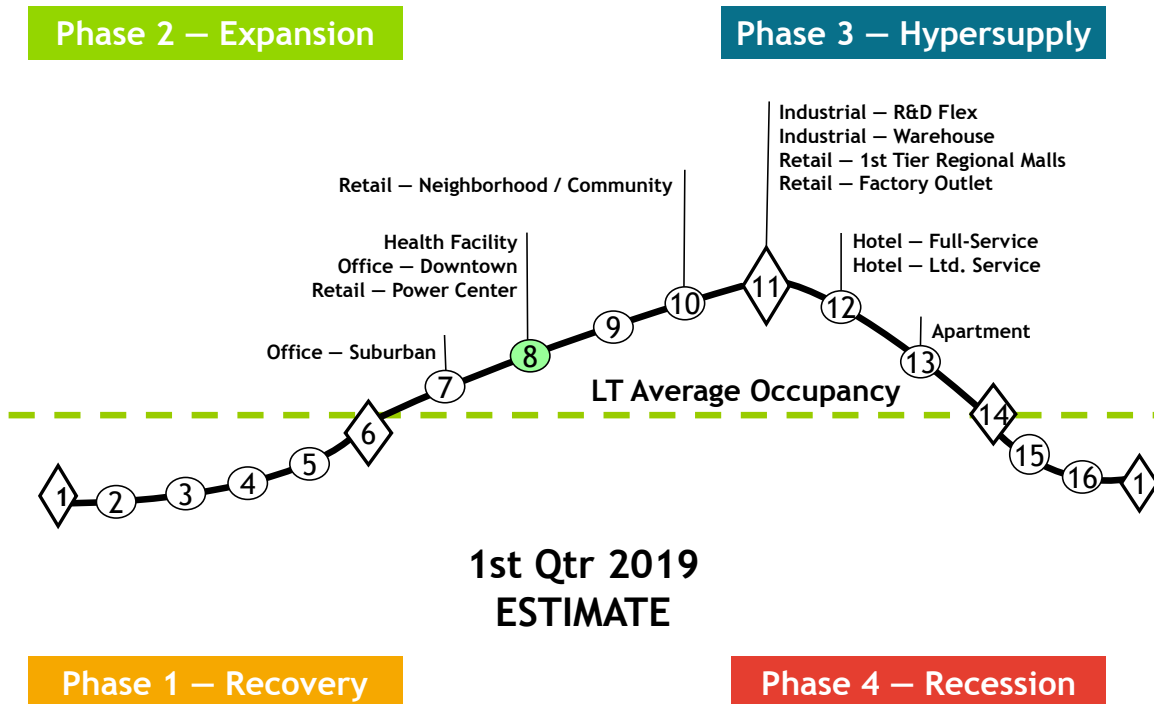 Phase 2 — Expansion
Phase 3 — Hypersupply
Industrial — R&D Flex
Industrial — Warehouse
Retail — 1st Tier Regional Malls
Retail — Factory Outlet
Retail — Neighborhood / Community
Health Facility
Office — Downtown
Retail — Power Center
Hotel — Full-Service
Hotel — Ltd. Service
Office — Suburban
Apartment
LT Average Occupancy
1
2
3
4
5
6
7
8
9
10
11
12
13
14
15
16
1
1st Qtr 2019
ESTIMATE
Phase 1 — Recovery
Phase 4 — Recession